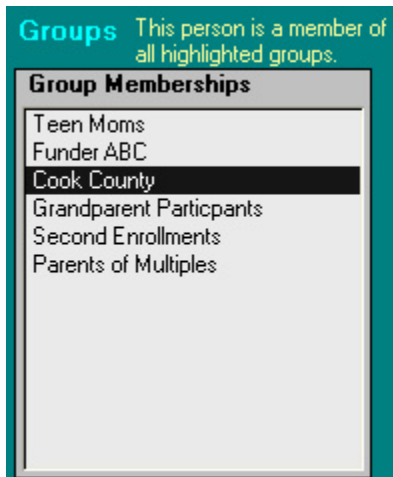 Groups This person is a member of
all highlighted groups.
Group Memberships
Teen Moms
Funder ABC
Cook County
Grandparent Particpants
Second Enrollments
Parents of Multiples